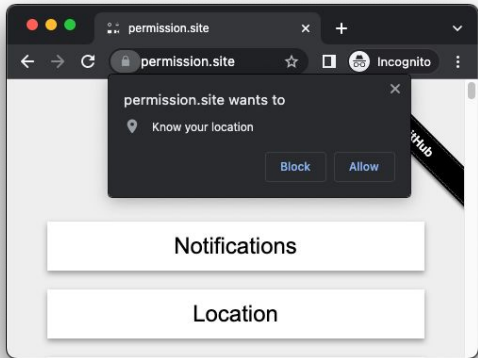 permission.site
permission.site
Incognito
permission.site wants to
Know your location
Block
Allow
Notifications
Location